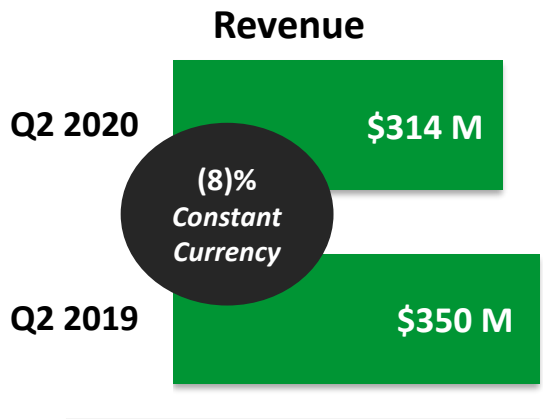 Revenue
Q2 2020
$314 M
(8)%
Constant
Currency
Q2 2019
$350 M